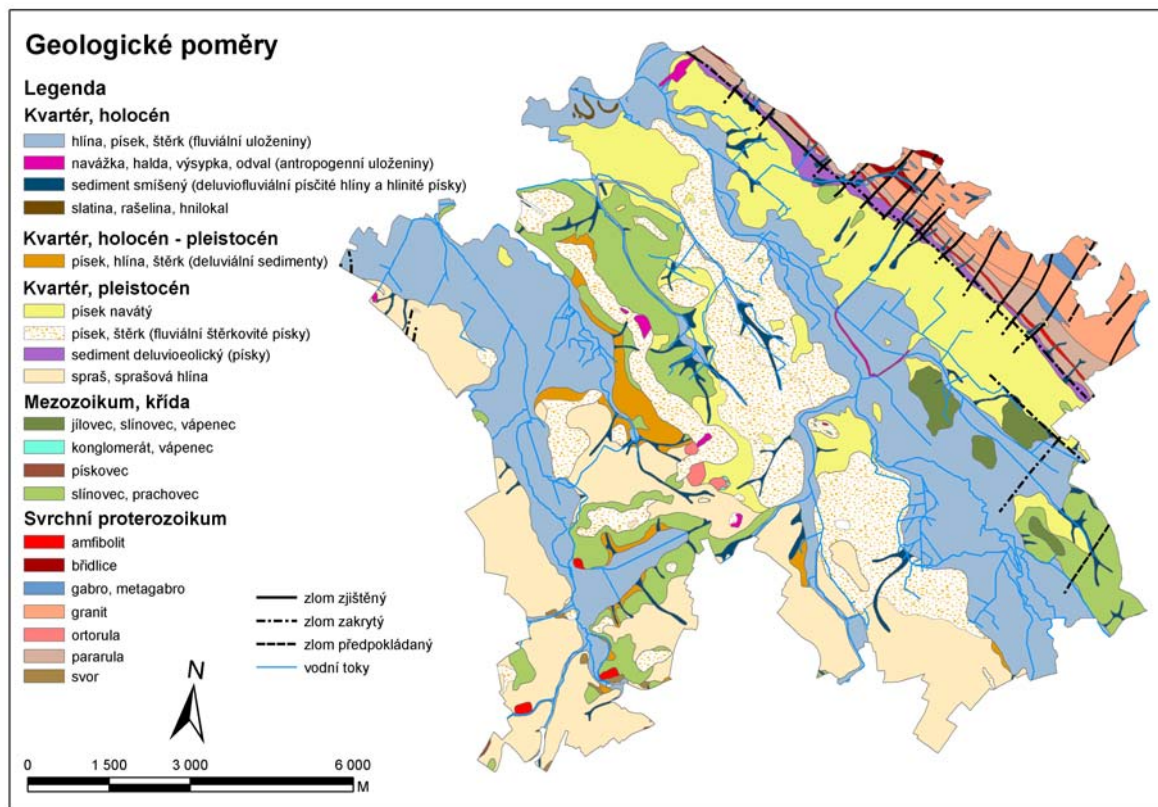 Geologické poměry
Legenda
Kvartér, holocén
hlína, písek, štěrk (fluviální uloženiny)
navážka, halda, výsypka, odval (antropogenní uloženiny)
sediment smíšený (deluviofluviální písčité hlíny a hlinité písky)
slatina, rašelina, hnilokal
Kvartér, holocén - pleistocén
písek, hlína, štěrk (deluviální sedimenty)
Kvartér, pleistocén
písek navátý
písek, štěrk (fluviální štěrkovité písky)
sediment deluvioeolický (písky)
spraš, sprašová hlína
Mezozoikum, křída
jílovec, slínovec, vápenec
konglomerát, vápenec
pískovec
slínovec, prachovec
Svrchní proterozoikum
amfibolit
břidlice
gabro, metagabro
granit
ortorula
pararula
svor
zlom zjištěný
zlom zakrytý
zlom předpokládaný
vodní toky
N
0 1 500 3 000 6 000
M